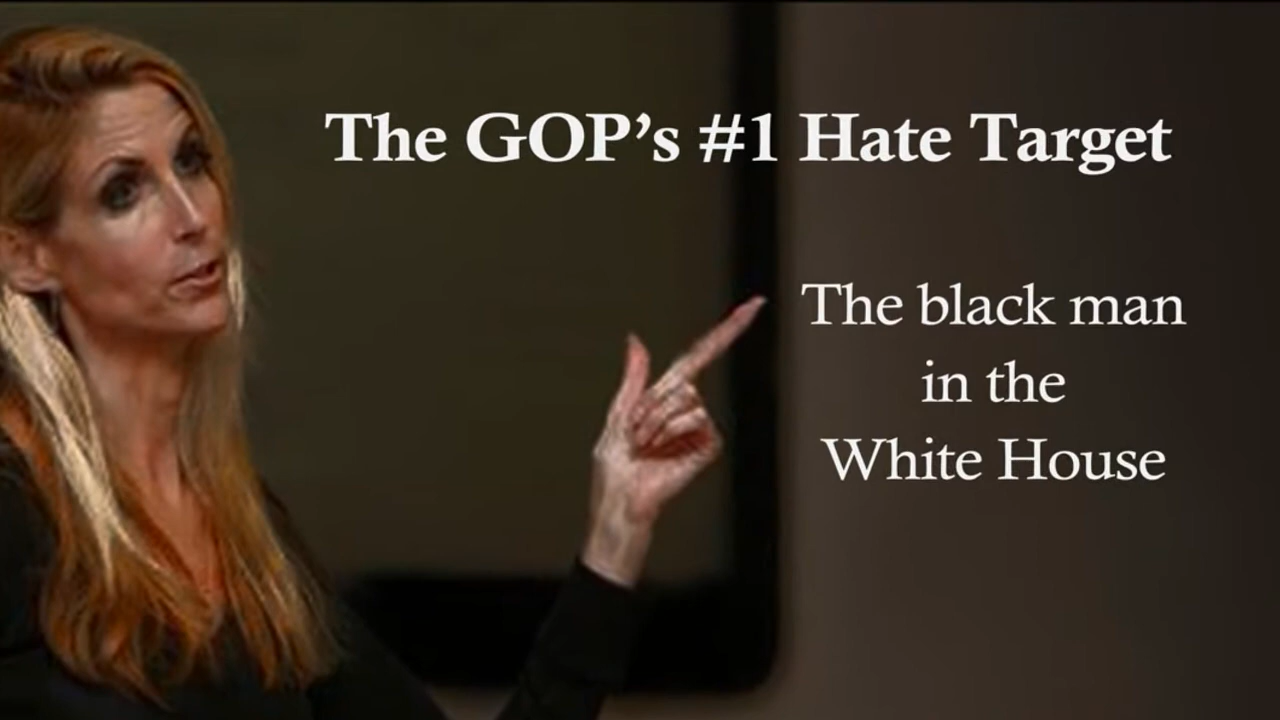 The GOP’s #1 Hate Target
The black man
in the
White House